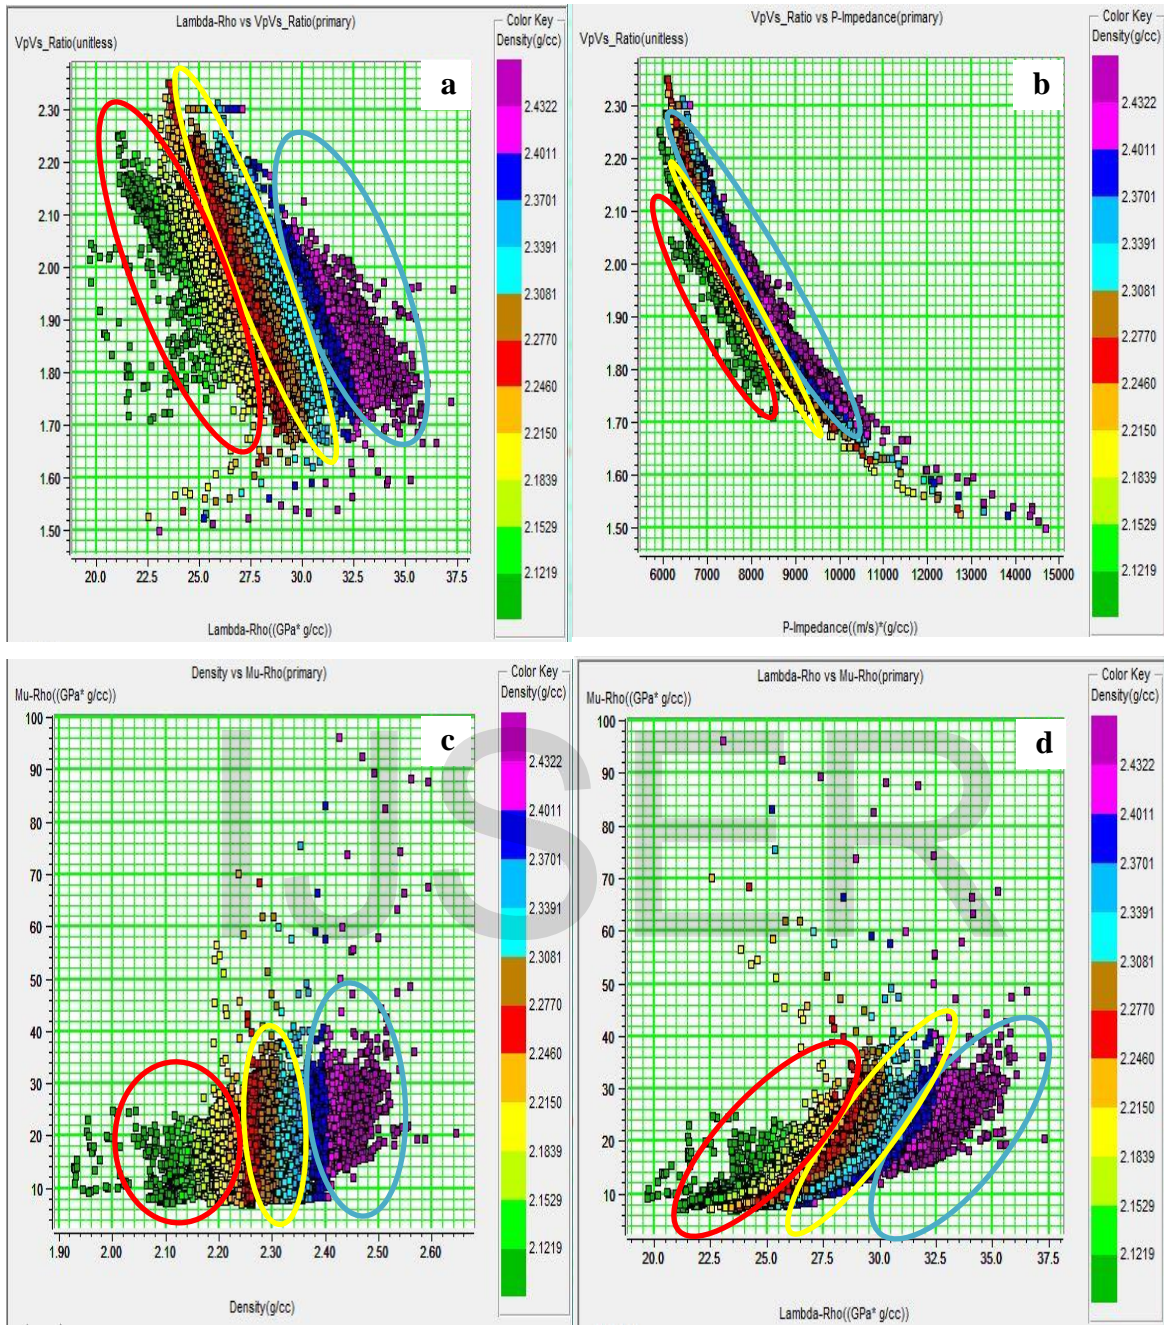 Lambda-Rho vs VpVs_Ratio(primary)
Color Key
VpVs_Ratio(unitless)
Density(g/cc)
a
2.30
2.20
2.10
2.00
1.90
1.80
1.70
1.60
1.50
20.0 22.5 25.0 27.5 30.0 32.5 35.0 37.5
Lambda-Rho((GPa* g/cc))
2.4322
2.4011
2.3701
2.3391
2.3081
2.2770
2.2460
2.2150
2.1839
2.1529
2.1219
VpVs_Ratio vs P-Impedance(primary)
Color Key
VpVs_Ratio(unitless)
Density(g/cc)
b
2.30
2.20
2.10
2.00
1.90
1.80
1.70
1.60
1.50
6000 7000 8000 9000 10000 11000 12000 13000 14000 15000
P-Impedance((m/s)*(g/cc))
2.4322
2.4011
2.3701
2.3391
2.3081
2.2770
2.2460
2.2150
2.1839
2.1529
2.1219
Density vs Mu-Rho(primary)
Color Key
Mu-Rho((GPa* g/cc))
Density(g/cc)
c
100
90
80
70
60
50
40
30
20
10
1.90 2.00 2.10 2.20 2.30 2.40 2.50 2.60
Density(g/cc)
2.4322
2.4011
2.3701
2.3391
2.3081
2.2770
2.2460
2.2150
2.1839
2.1529
2.1219
Lambda-Rho vs Mu-Rho(primary)
Color Key
Mu-Rho((GPa* g/cc))
Density(g/cc)
d
100
90
80
70
60
50
40
30
20
10
20.0 22.5 25.0 27.5 30.0 32.5 35.0 37.5
Lambda-Rho((GPa* g/cc))
2.4322
2.4011
2.3701
2.3391
2.3081
2.2770
2.2460
2.2150
2.1839
2.1529
2.1219
IJSER